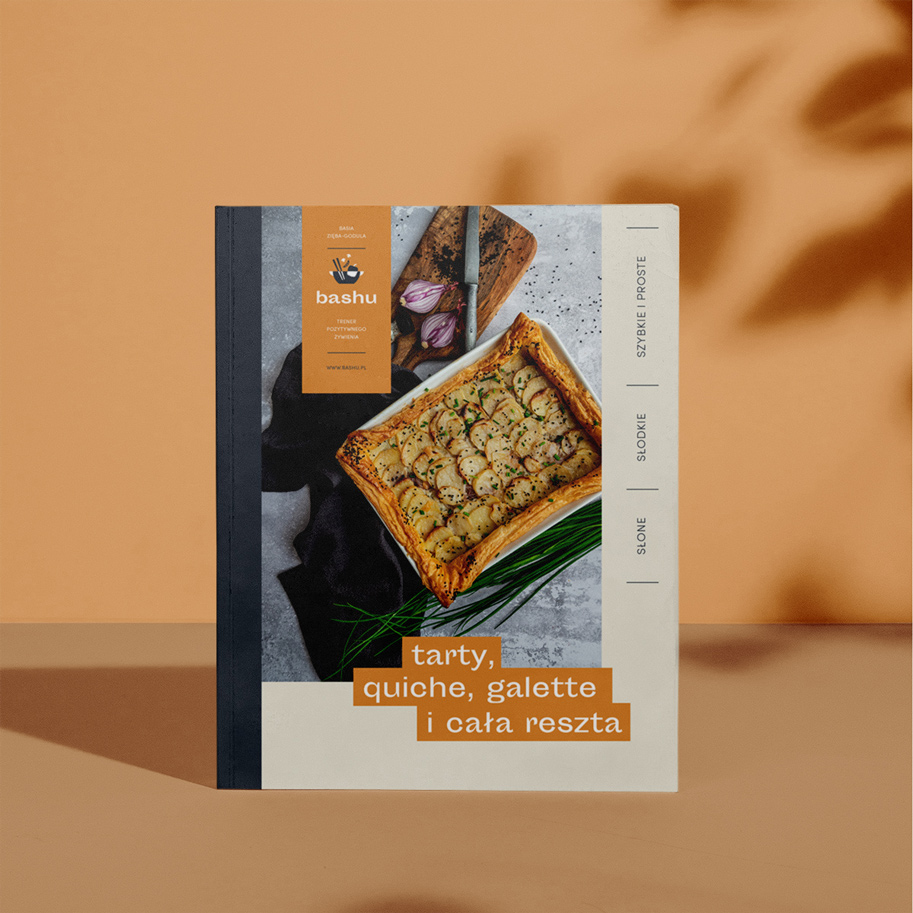 BASIA
ZIĘBA-GODULA
bashu
TRENER
POZYTYWNEGO
ŻYWIENIA
WWW.BASHU.PL
SZYBKIE I PROSTE
SŁODKIE
SŁONE
tarty,
quiche, galette
i cała reszta